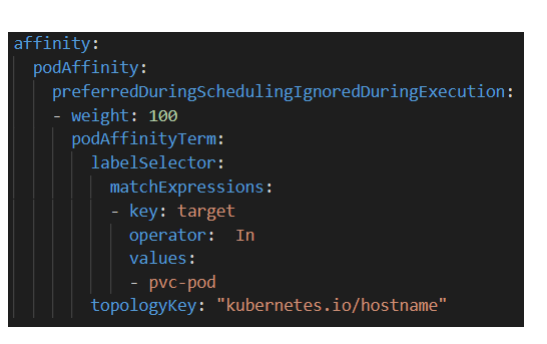 affinity:
  podAffinity:
    preferredDuringSchedulingIgnoredDuringExecution:
    - weight: 100
      podAffinityTerm:
        labelSelector:
          matchExpressions:
          - key: target
            operator:  In
            values:
            - pvc-pod
        topologyKey: "kubernetes.io/hostname"